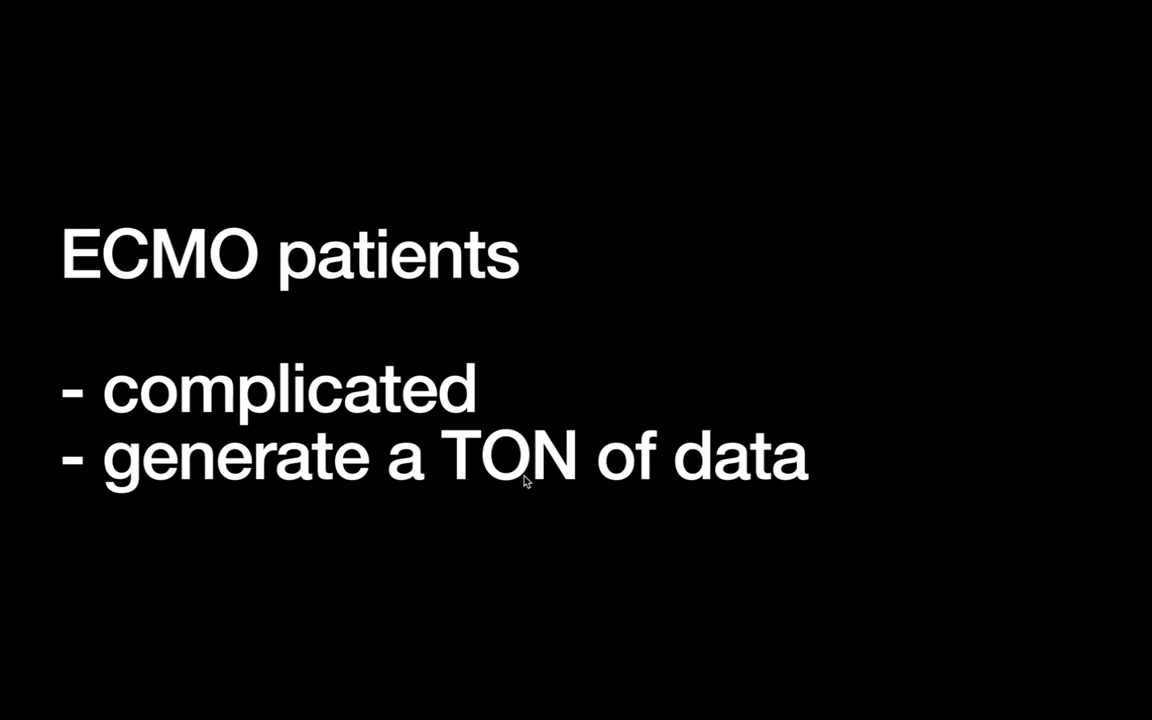 ECMO patients
- complicated
- generate a TON of data